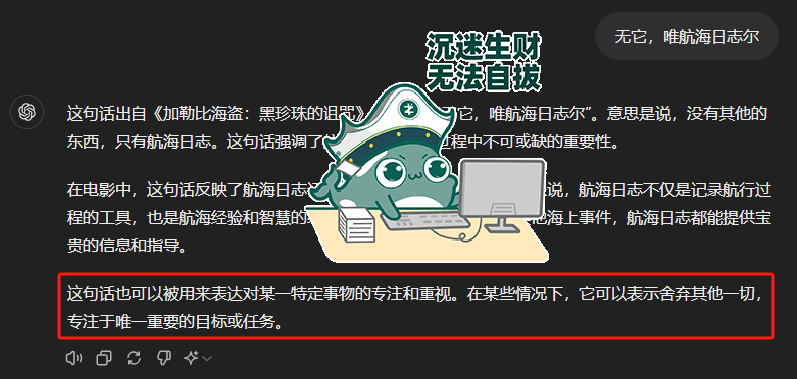 无它，唯航海日志尔
沉迷生财
无法自拔
这句话出自《加勒比海盗：黑珍珠的诅咒》 它，唯航海日志尔”。意思是说，没有其他的
东西，只有航海日志。这句话强调了 过程中不可或缺的重要性。
在电影中，这句话反映了航海日志 说，航海日志不仅是记录航行过
程的工具，也是航海经验和智慧的 海上事件，航海日志都能提供宝
贵的信息和指导。
这句话也可以被用来表达对某一特定事物的专注和重视。在某些情况下，它可以表示舍弃其他一切，
专注于唯一重要的目标或任务。